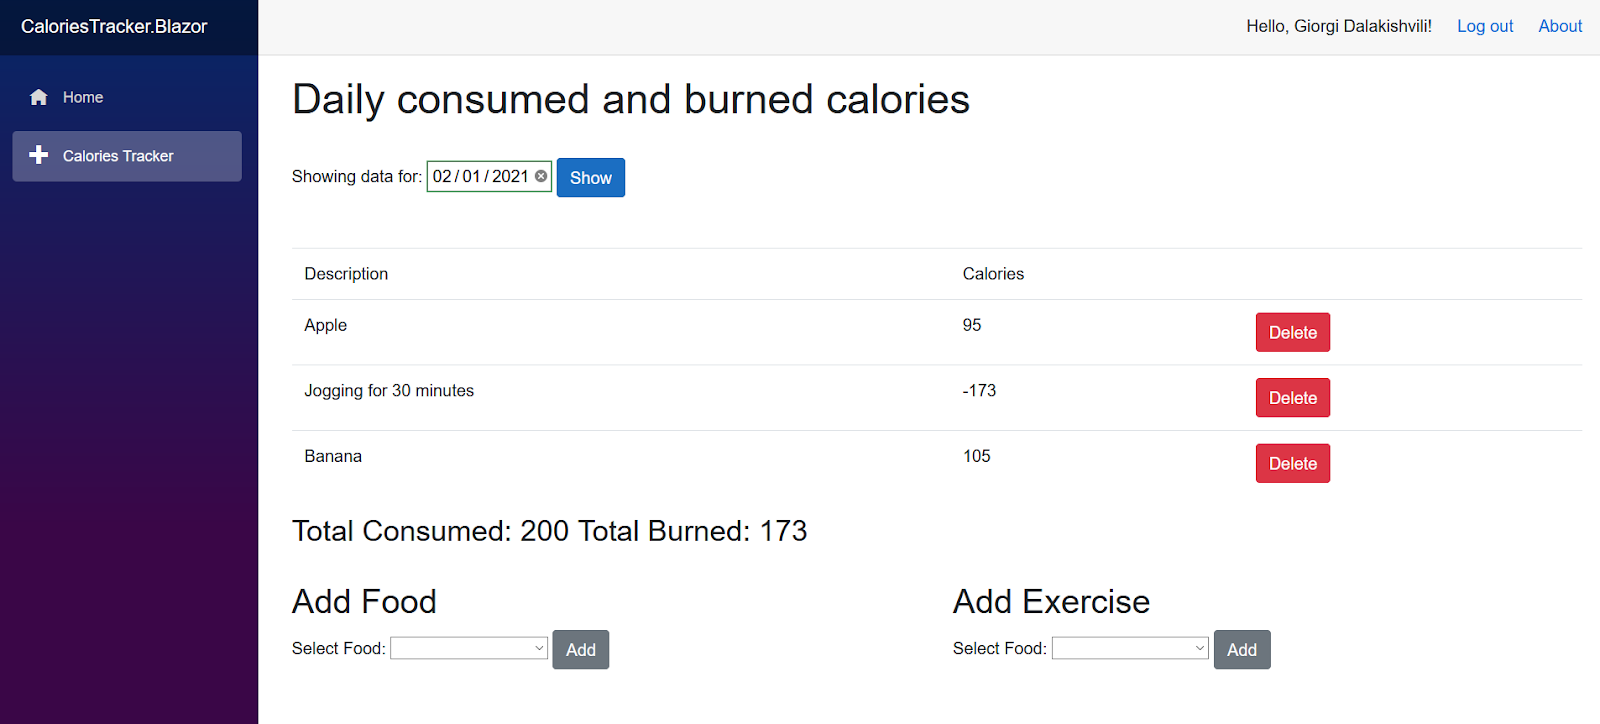 CaloriesTracker.Blazor
Hello, Giorgi Dalakishvili! Log out About
Home
Calories Tracker
Daily consumed and burned calories
Showing data for: 02/01/2021 Show
Description Calories
Apple 95 Delete
Jogging for 30 minutes -173 Delete
Banana 105 Delete
Total Consumed: 200 Total Burned: 173
Add Food
Select Food: Add
Add Exercise
Select Food: Add